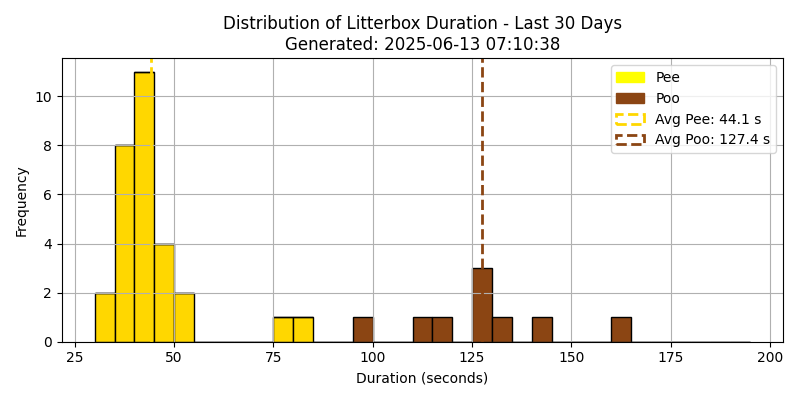 Distribution of Litterbox Duration - Last 30 Days
Generated: 2025-06-13 07:10:38
Pee
Poo
Avg Pee: 44.1 s
Avg Poo: 127.4 s
Frequency
10
8
6
4
2
0
25 50 75 100 125 150 175 200
Duration (seconds)